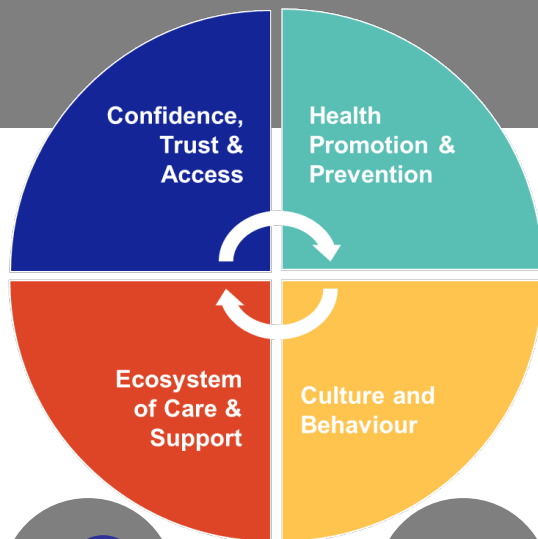 Confidence,
Trust &
Access
Health
Promotion &
Prevention
Ecosystem
of Care &
Support
Culture and
Behaviour